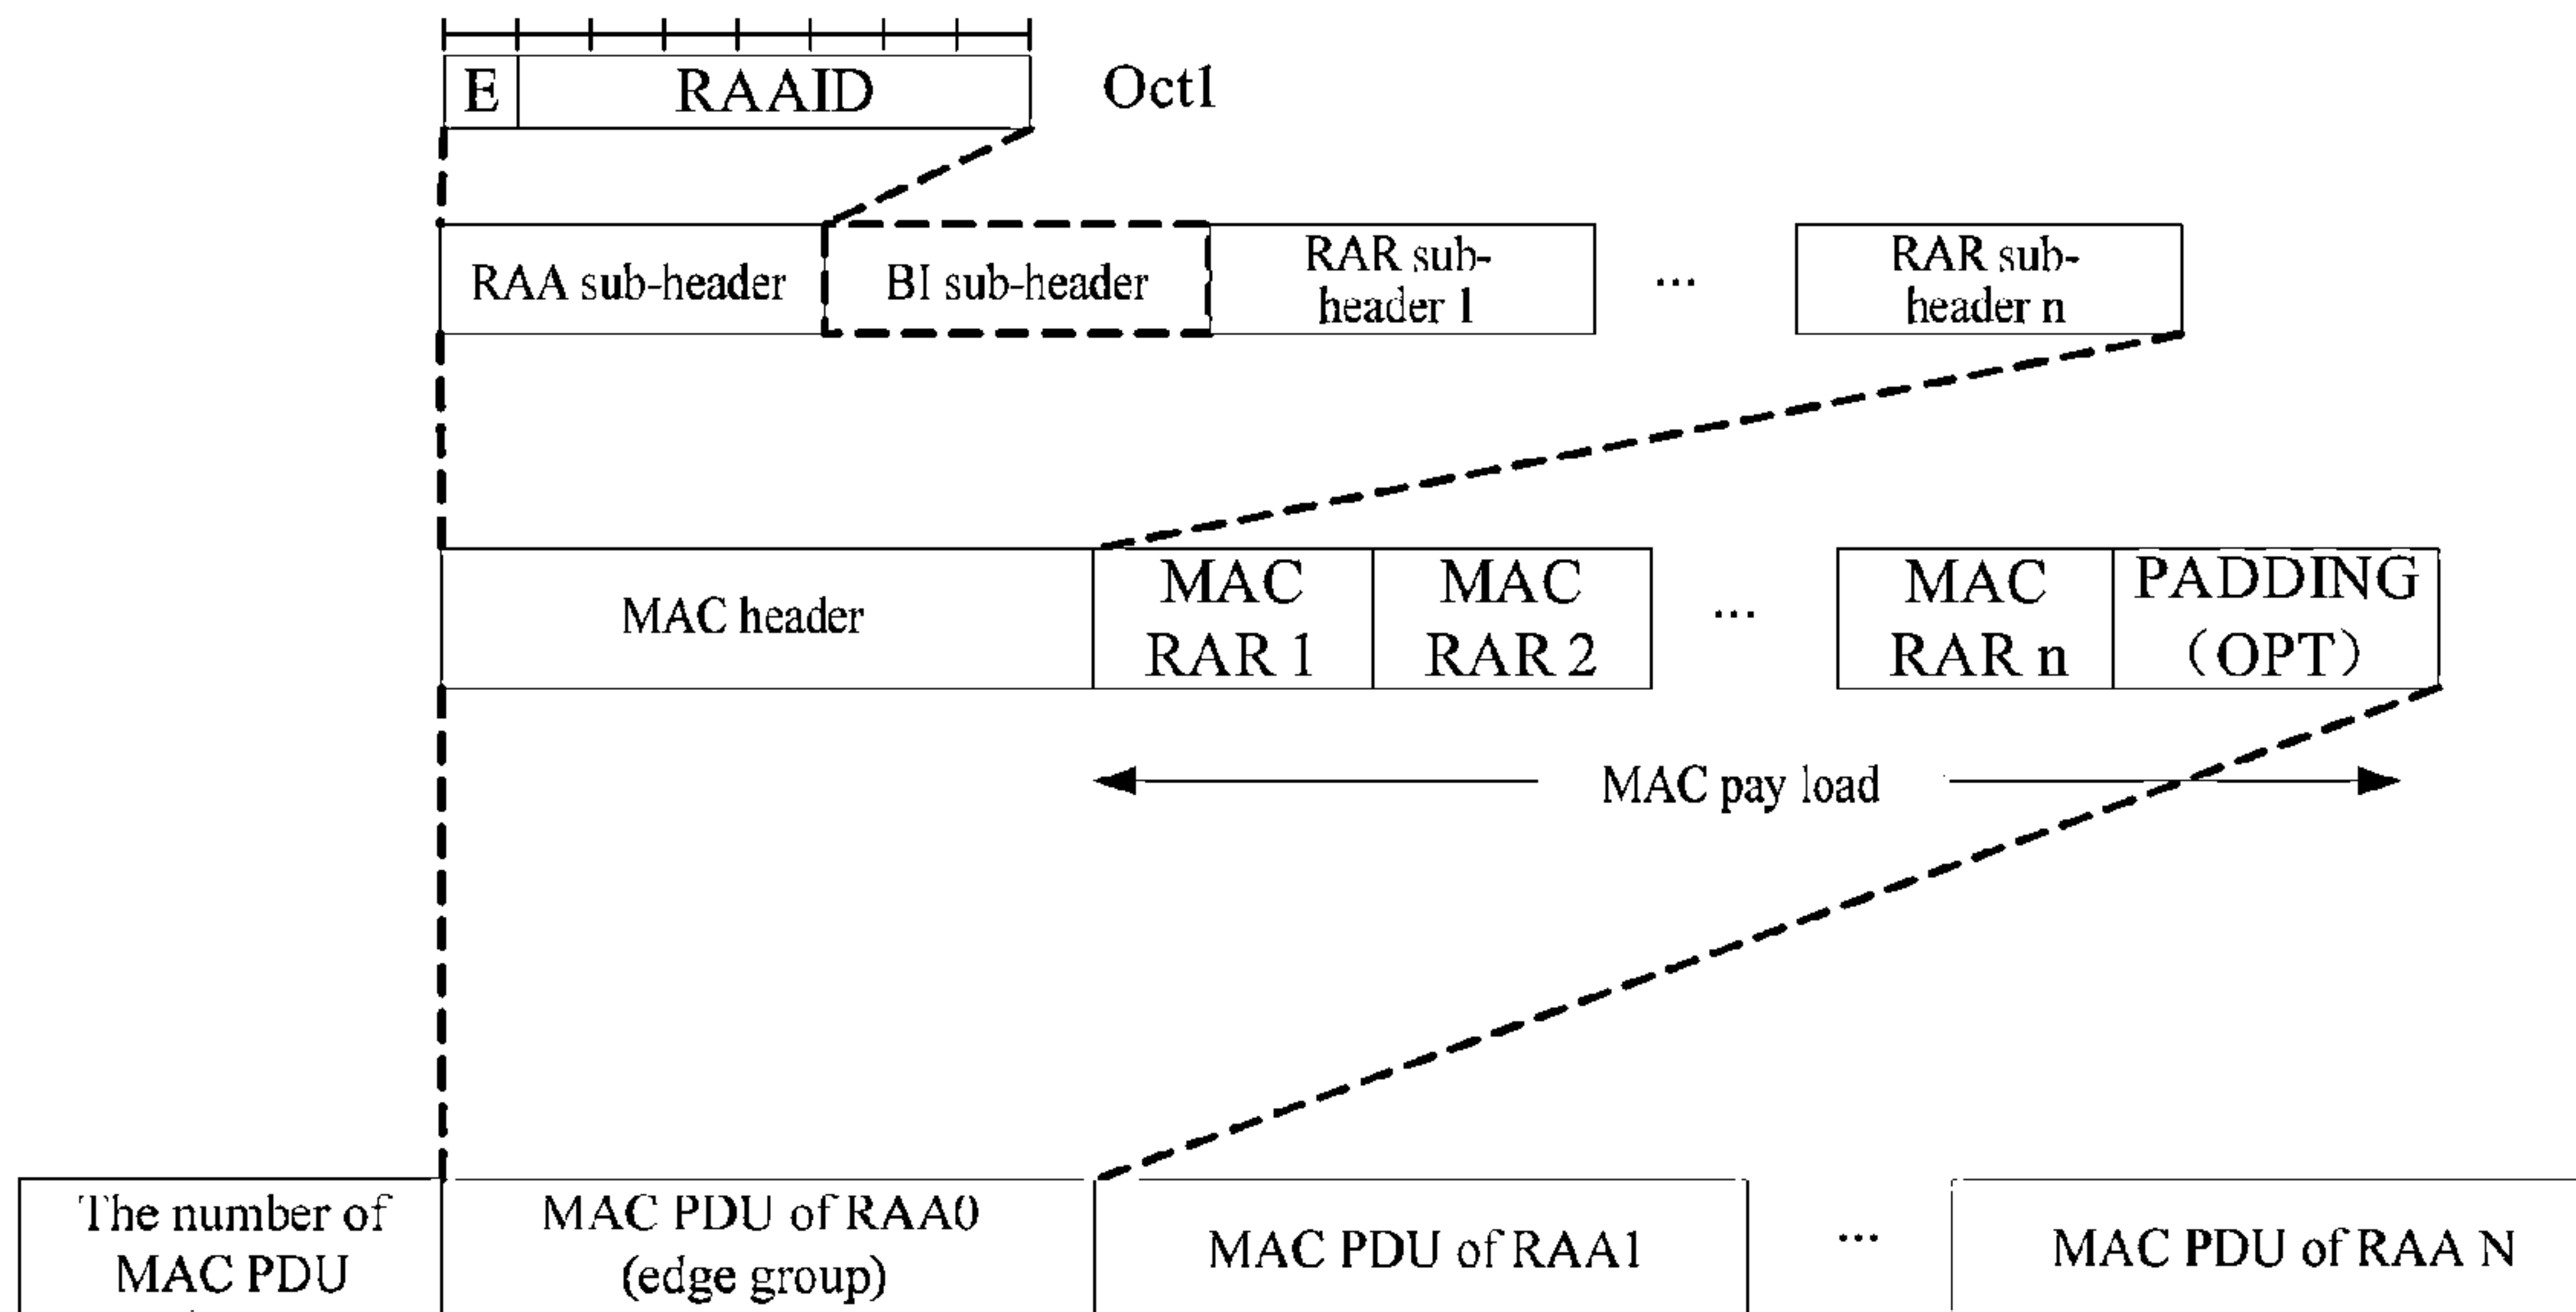 E RAAID Oct1
RAA sub-header BI sub-header RAR sub- ... RAR sub-
header 1 header n
MAC header MAC MAC ... MAC PADDING
RAR 1 RAR 2 RAR n （OPT）
MAC pay load
The number of MAC PDU of RAA0 MAC PDU of RAA1 ... MAC PDU of RAA N
MAC PDU (edge group)